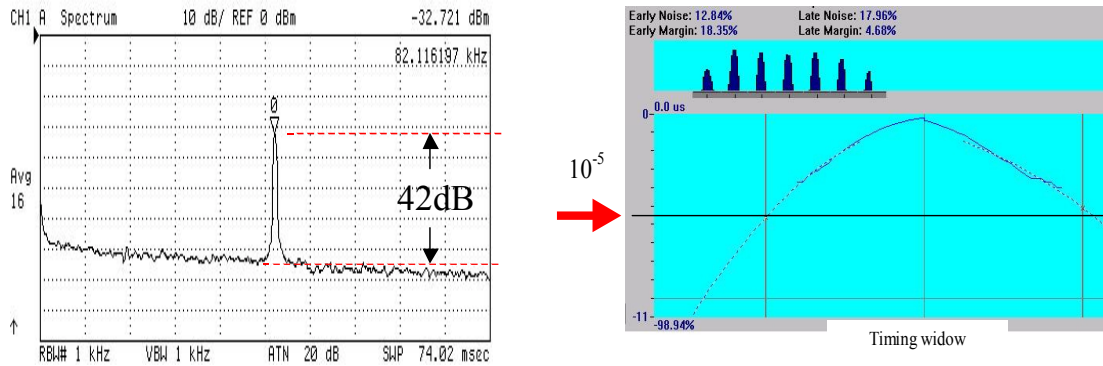 CH1 A Spectrum 10 dB/ REF 0 dBm -32.721 dBm
82.116197 kHz
0
Avg
16
42dB
RBW# 1 kHz VBW 1 kHz ATN 20 dB SWP 74.02 msec
Early Noise: 12.84% Late Noise: 17.96%
Early Margin: 18.35% Late Margin: 4.68%
0- 0.0 us
10-5
-11-
-98.94%
Timing widow